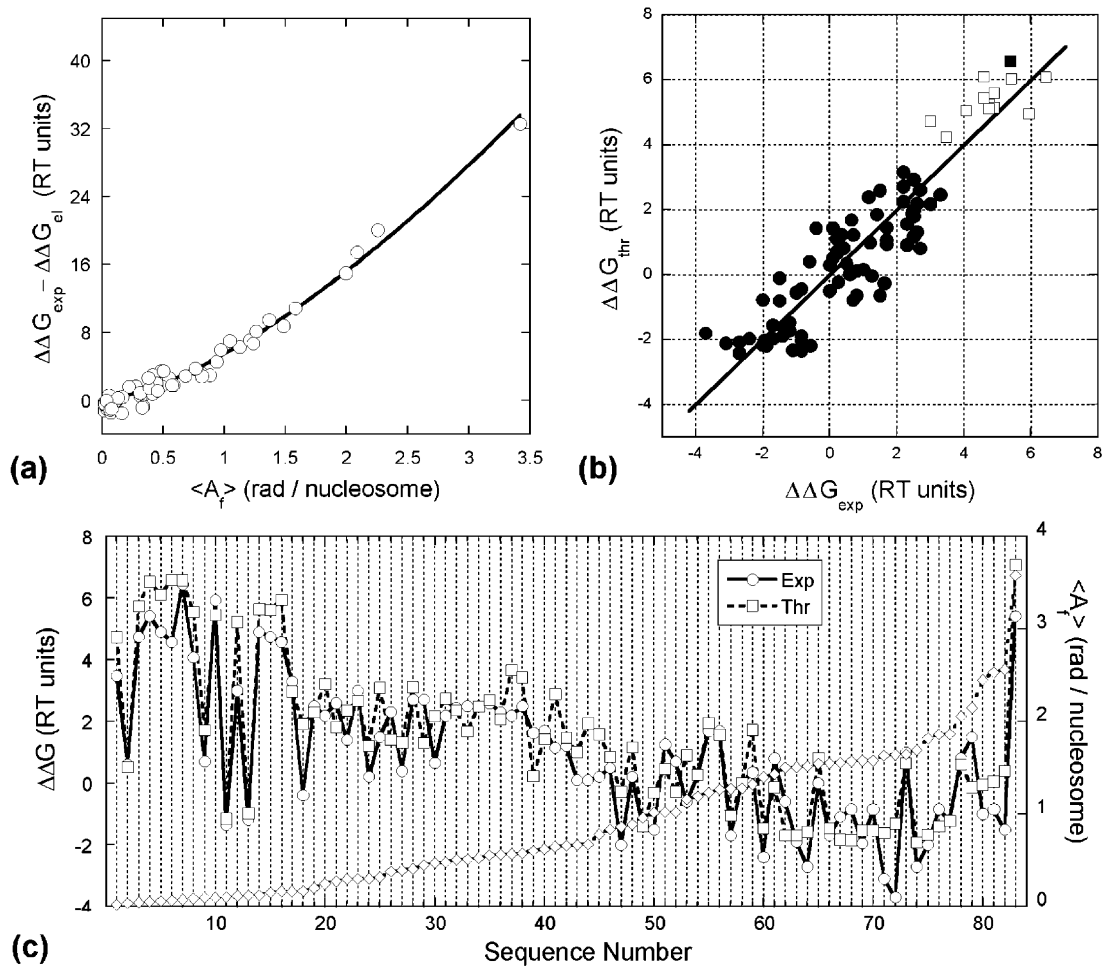 40
32
24
16
8
0
ΔΔG_exp – ΔΔG_el (RT units)
0 0.5 1 1.5 2 2.5 3 3.5
<A_f> (rad / nucleosome)
(a)
8
6
4
2
0
-2
-4
ΔΔG_thr (RT units)
-4 -2 0 2 4 6 8
ΔΔG_exp (RT units)
(b)
8
6
4
2
0
-2
-4
ΔΔG (RT units)
Exp
Thr
4
3
2
1
0
<A_f> (rad / nucleosome)
10 20 30 40 50 60 70 80
Sequence Number
(c)